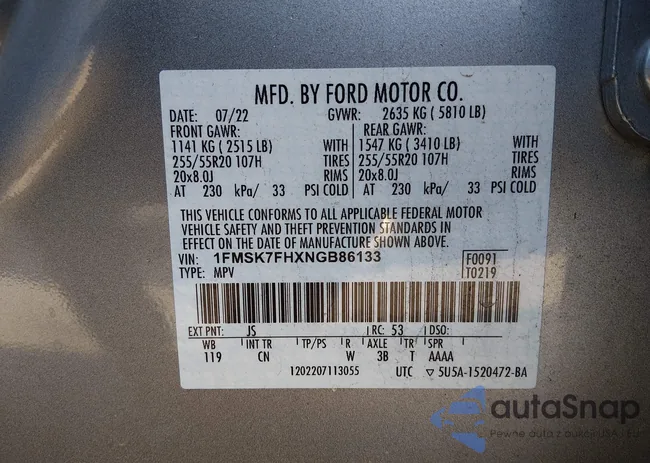 MFD. BY FORD MOTOR CO.
DATE: 07/22 GVWR: 2635 KG ( 5810 LB)
FRONT GAWR: REAR GAWR:
1141 KG ( 2515 LB) WITH 1547 KG ( 3410 LB) WITH
255/55R20 107H TIRES 255/55R20 107H TIRES
20x8.0J RIMS 20x8.0J RIMS
AT 230 kPa/ 33 PSI COLD AT 230 kPa/ 33 PSI COLD
THIS VEHICLE CONFORMS TO ALL APPLICABLE FEDERAL MOTOR
VEHICLE SAFETY AND THEFT PREVENTION STANDARDS IN
EFFECT ON THE DATE OF MANUFACTURE SHOWN ABOVE.
VIN: 1FMSK7FHXNGB86133 F0091
TYPE: MPV T0219
EXT PNT: JS RC: 53 DSO:
WB INT TR TP/PS R AXLE TR SPR
119 CN W 3B T AAAA
1202207113055 UTC ▽ 5U5A-1520472-BA
autaSnap
Pewne auta z aukcji USA i Europy